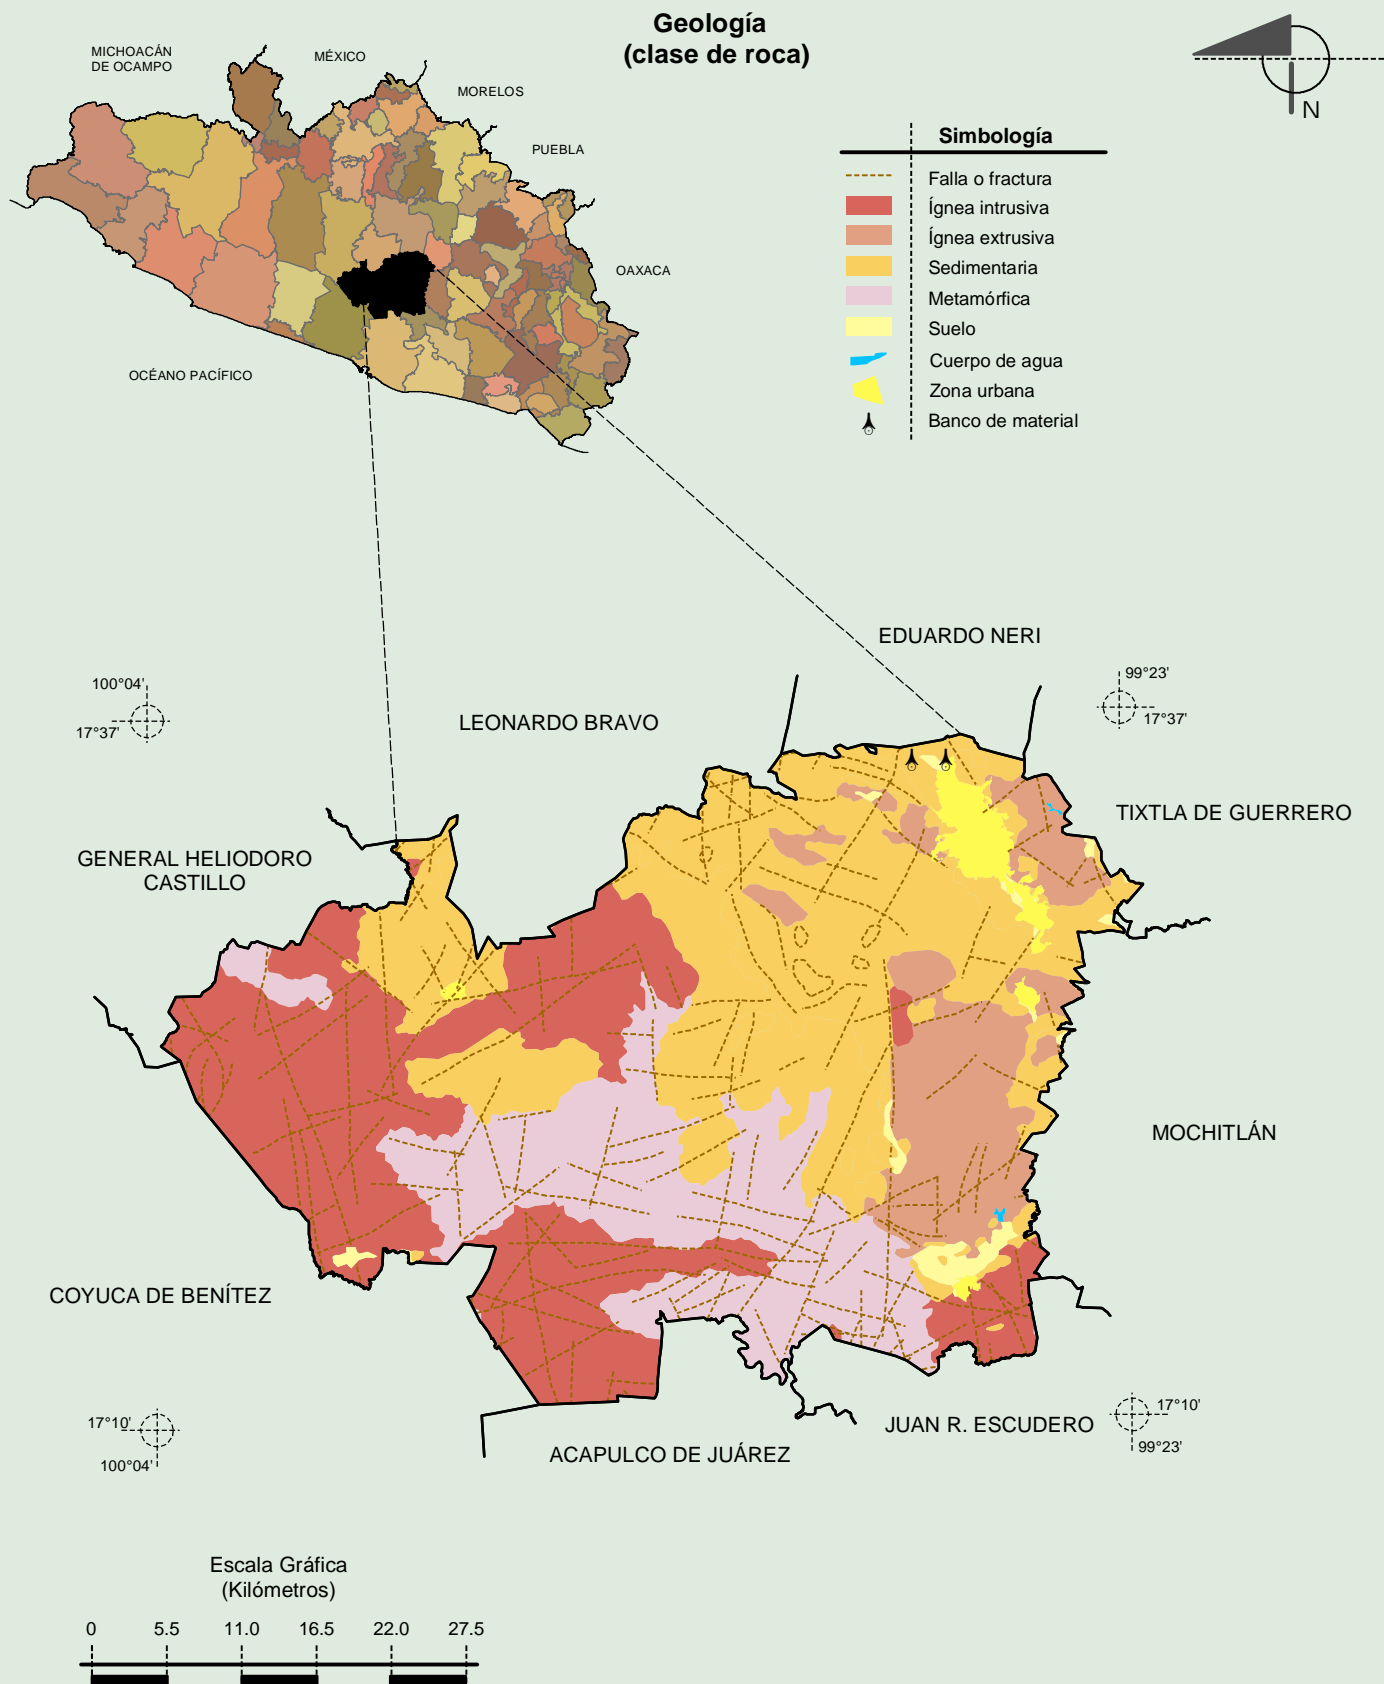 Geología
(clase de roca)
MICHOACÁN
DE OCAMPO
MÉXICO
MORELOS
PUEBLA
OAXACA
OCÉANO PACÍFICO
N
Simbología
Falla o fractura
Ígnea intrusiva
Ígnea extrusiva
Sedimentaria
Metamórfica
Suelo
Cuerpo de agua
Zona urbana
Banco de material
EDUARDO NERI
100°04'
17°37'
99°23'
17°37'
LEONARDO BRAVO
TIXTLA DE GUERRERO
GENERAL HELIODORO
CASTILLO
MOCHITLÁN
COYUCA DE BENÍTEZ
JUAN R. ESCUDERO
ACAPULCO DE JUÁREZ
17°10'
100°04'
17°10'
99°23'
Escala Gráfica
(Kilómetros)
0 5.5 11.0 16.5 22.0 27.5